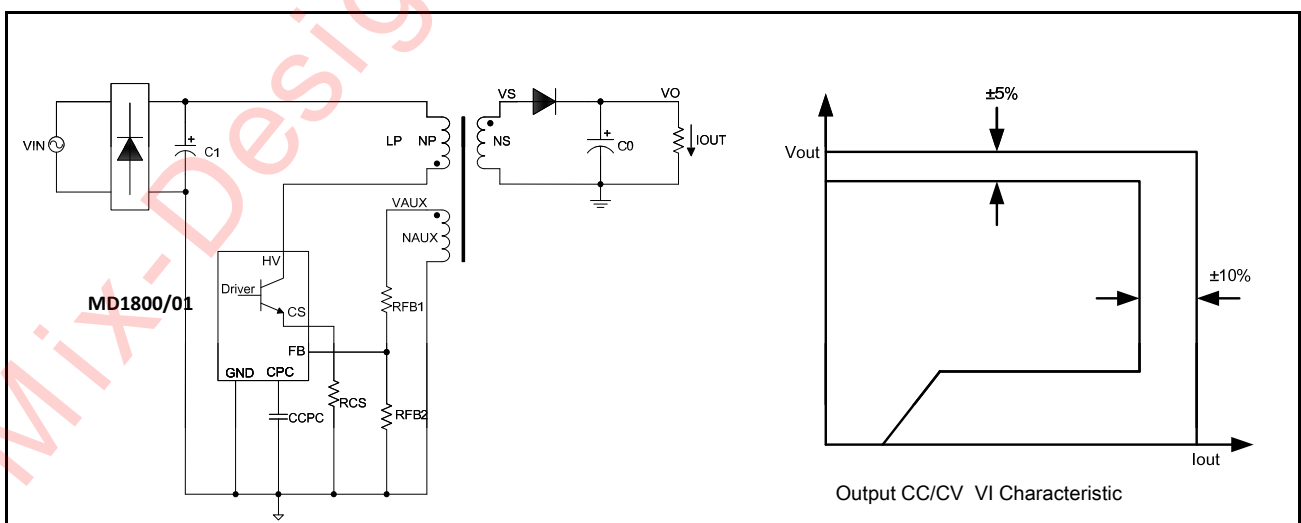 Mix-Desig
VIN
C1
LP NP
VS
NS
VO
C0
IOUT
VAUX
NAUX
HV
Driver
CS
MD1800/01
FB
GND CPC
RFB1
RCS
CCPC
RFB2
±5%
Vout
±10%
Iout
Output CC/CV VI Characteristic